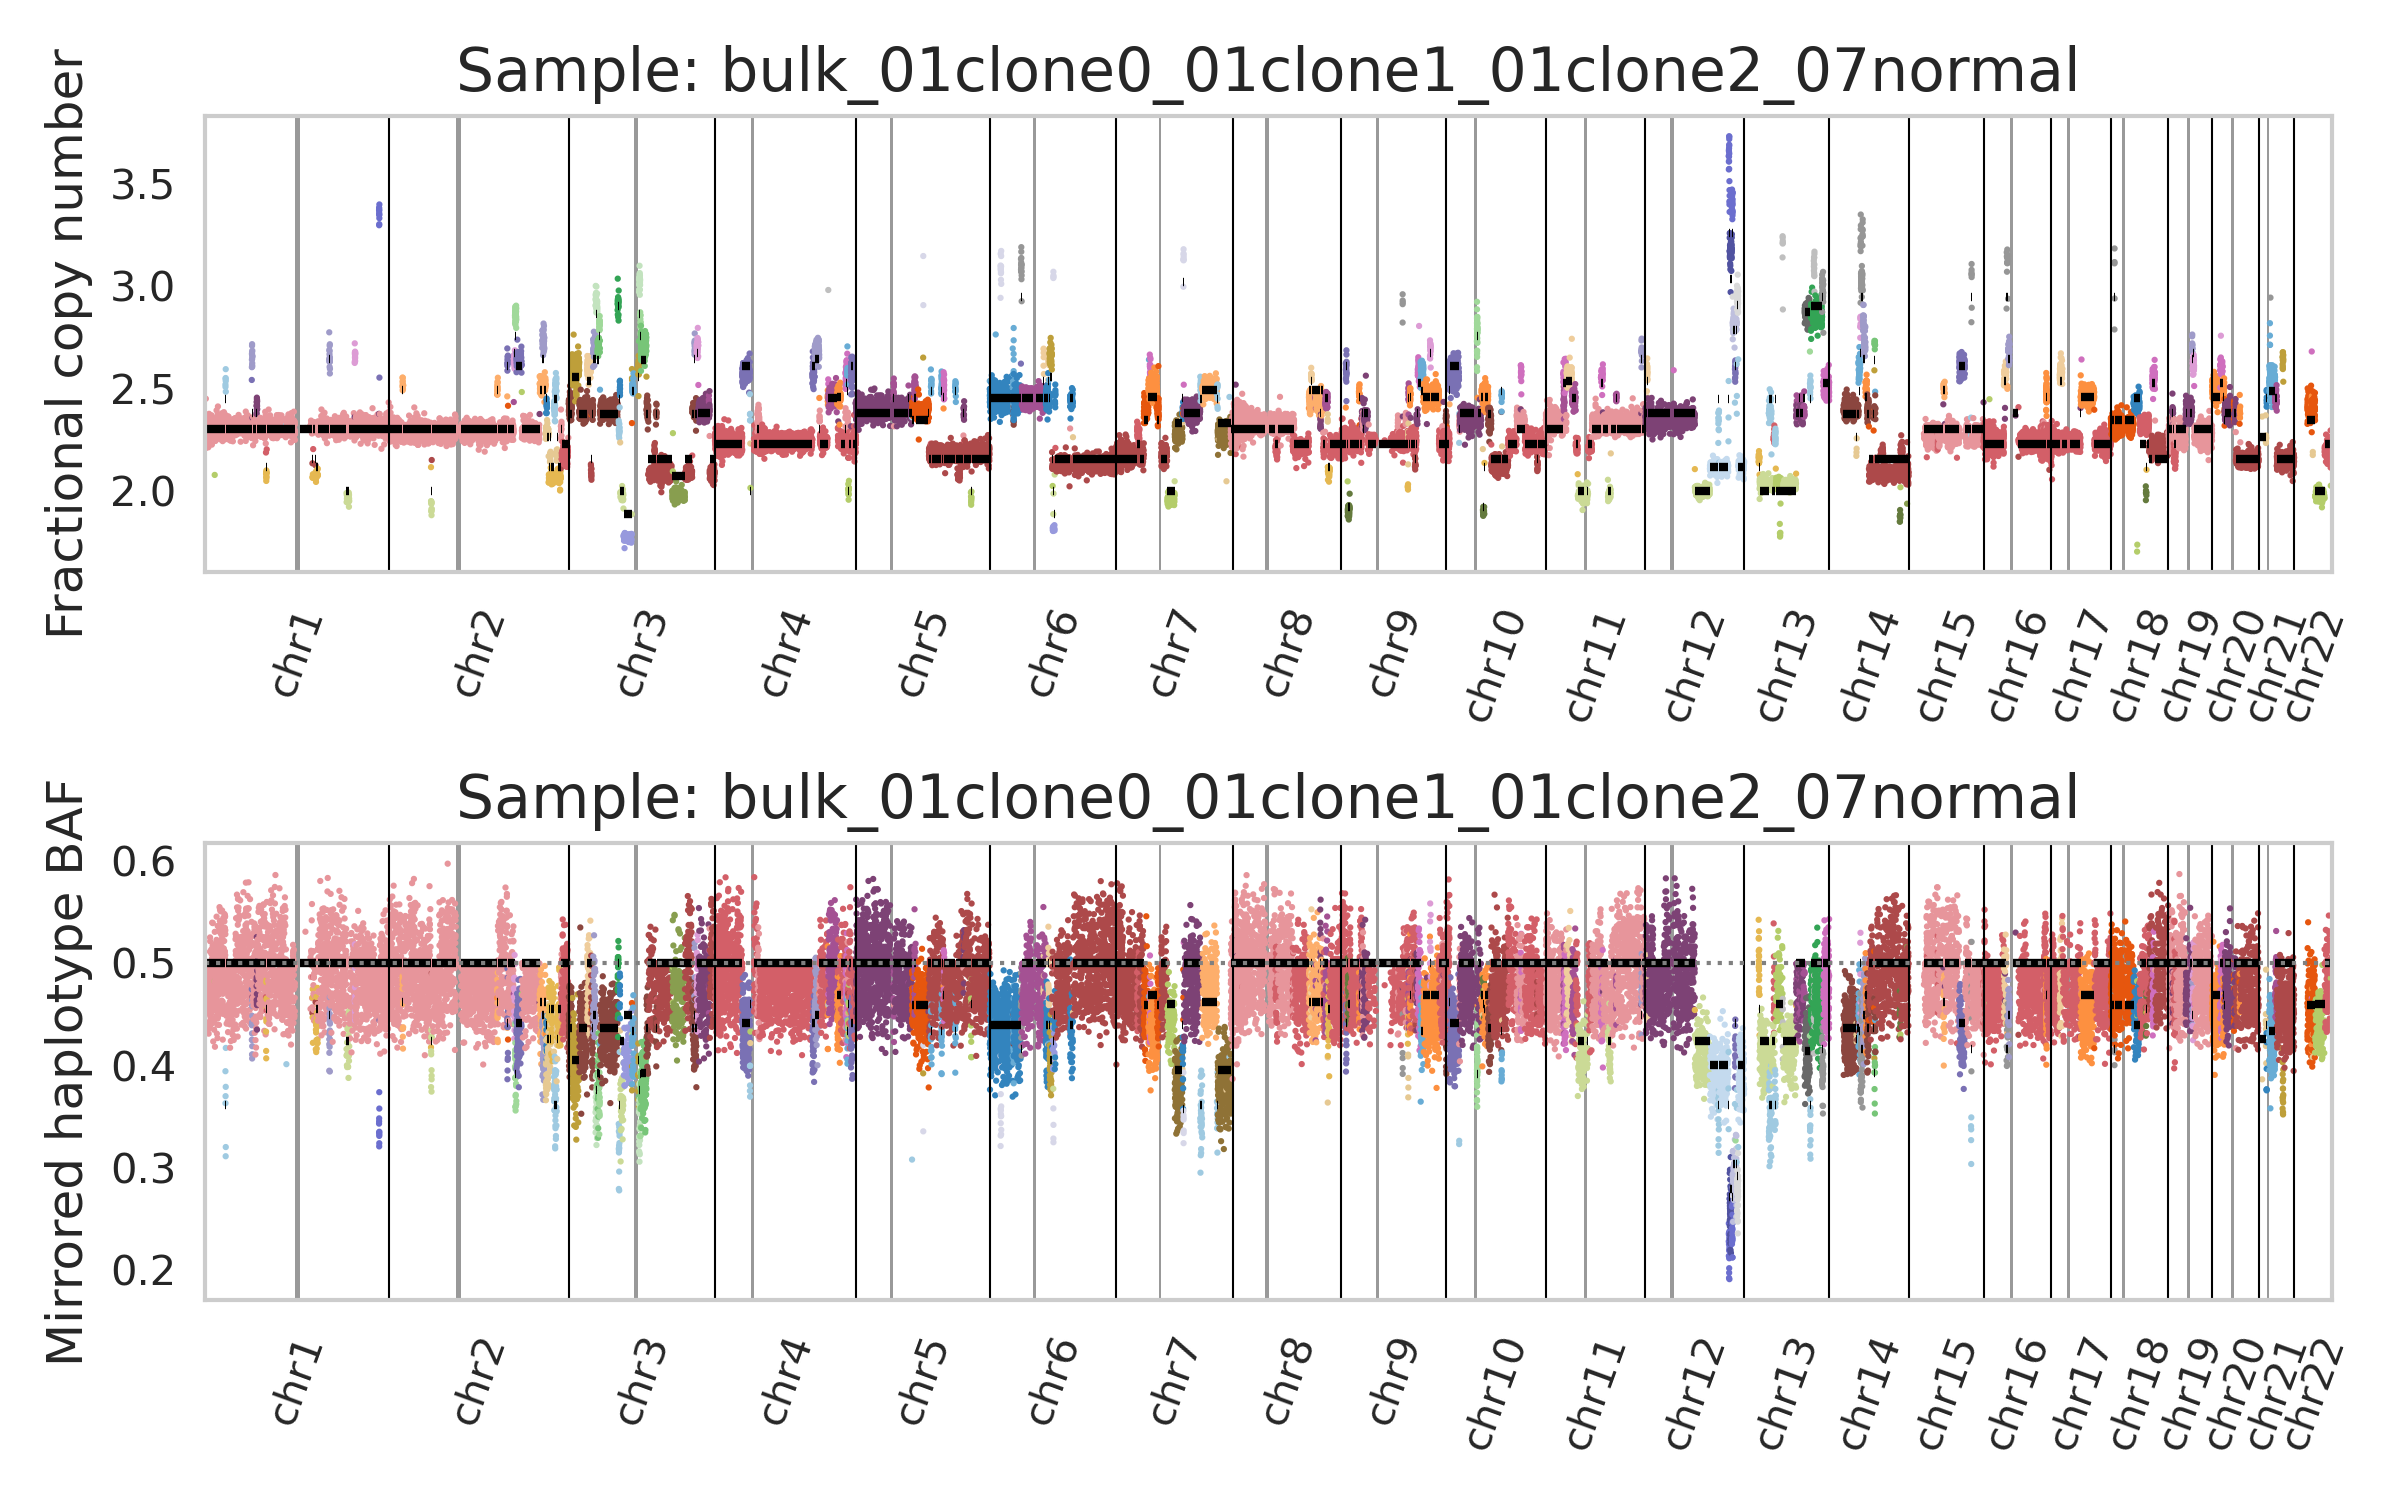 Sample: bulk_01clone0_01clone1_01clone2_07normal
Fractional copy number
3.5
3.0
2.5
2.0
chr1
chr2
chr3
chr4
chr5
chr6
chr7
chr8
chr9
chr10
chr11
chr12
chr13
chr14
chr15
chr16
chr17
chr18
chr19
chr20
chr21
chr22
Sample: bulk_01clone0_01clone1_01clone2_07normal
Mirrored haplotype BAF
0.6
0.5
0.4
0.3
0.2
chr1
chr2
chr3
chr4
chr5
chr6
chr7
chr8
chr9
chr10
chr11
chr12
chr13
chr14
chr15
chr16
chr17
chr18
chr19
chr20
chr21
chr22